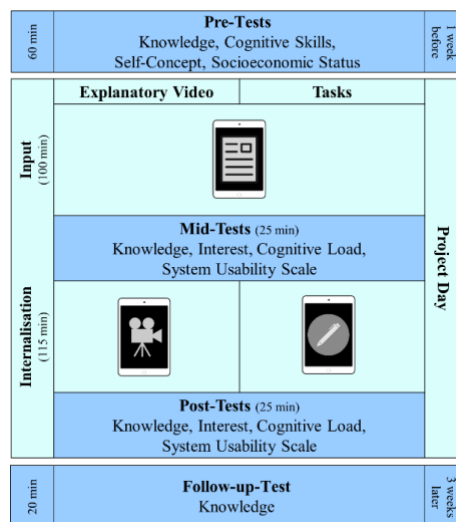 60 min
Pre-Tests
Knowledge, Cognitive Skills,
Self-Concept, Socioeconomic Status
1 week
before
Explanatory Video
Tasks
Input
(100 min)
Mid-Tests (25 min)
Knowledge, Interest, Cognitive Load,
System Usability Scale
Internalisation
(115 min)
Post-Tests (25 min)
Knowledge, Interest, Cognitive Load,
System Usability Scale
Project Day
20 min
Follow-up-Test
Knowledge
3 weeks
later